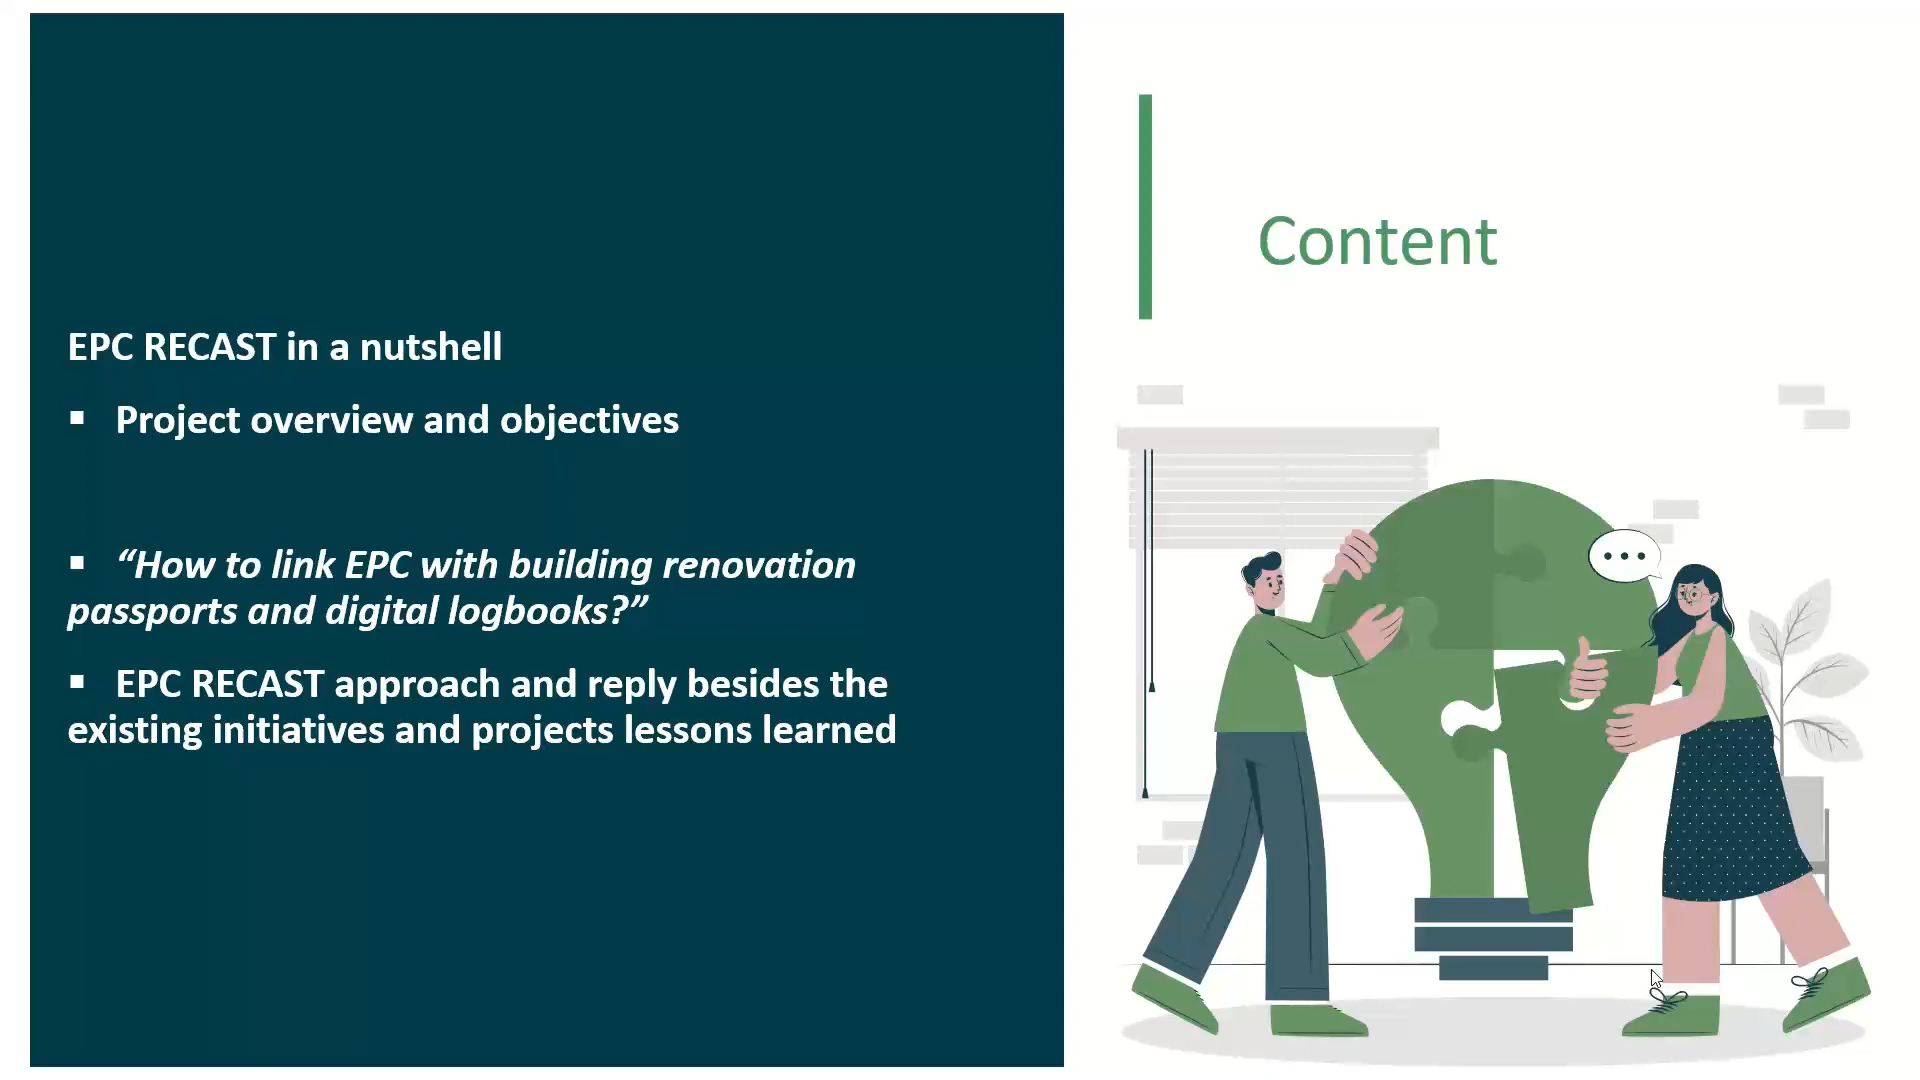 Content
EPC RECAST in a nutshell
▪ Project overview and objectives
▪ “How to link EPC with building renovation
passports and digital logbooks?”
▪ EPC RECAST approach and reply besides the
existing initiatives and projects lessons learned